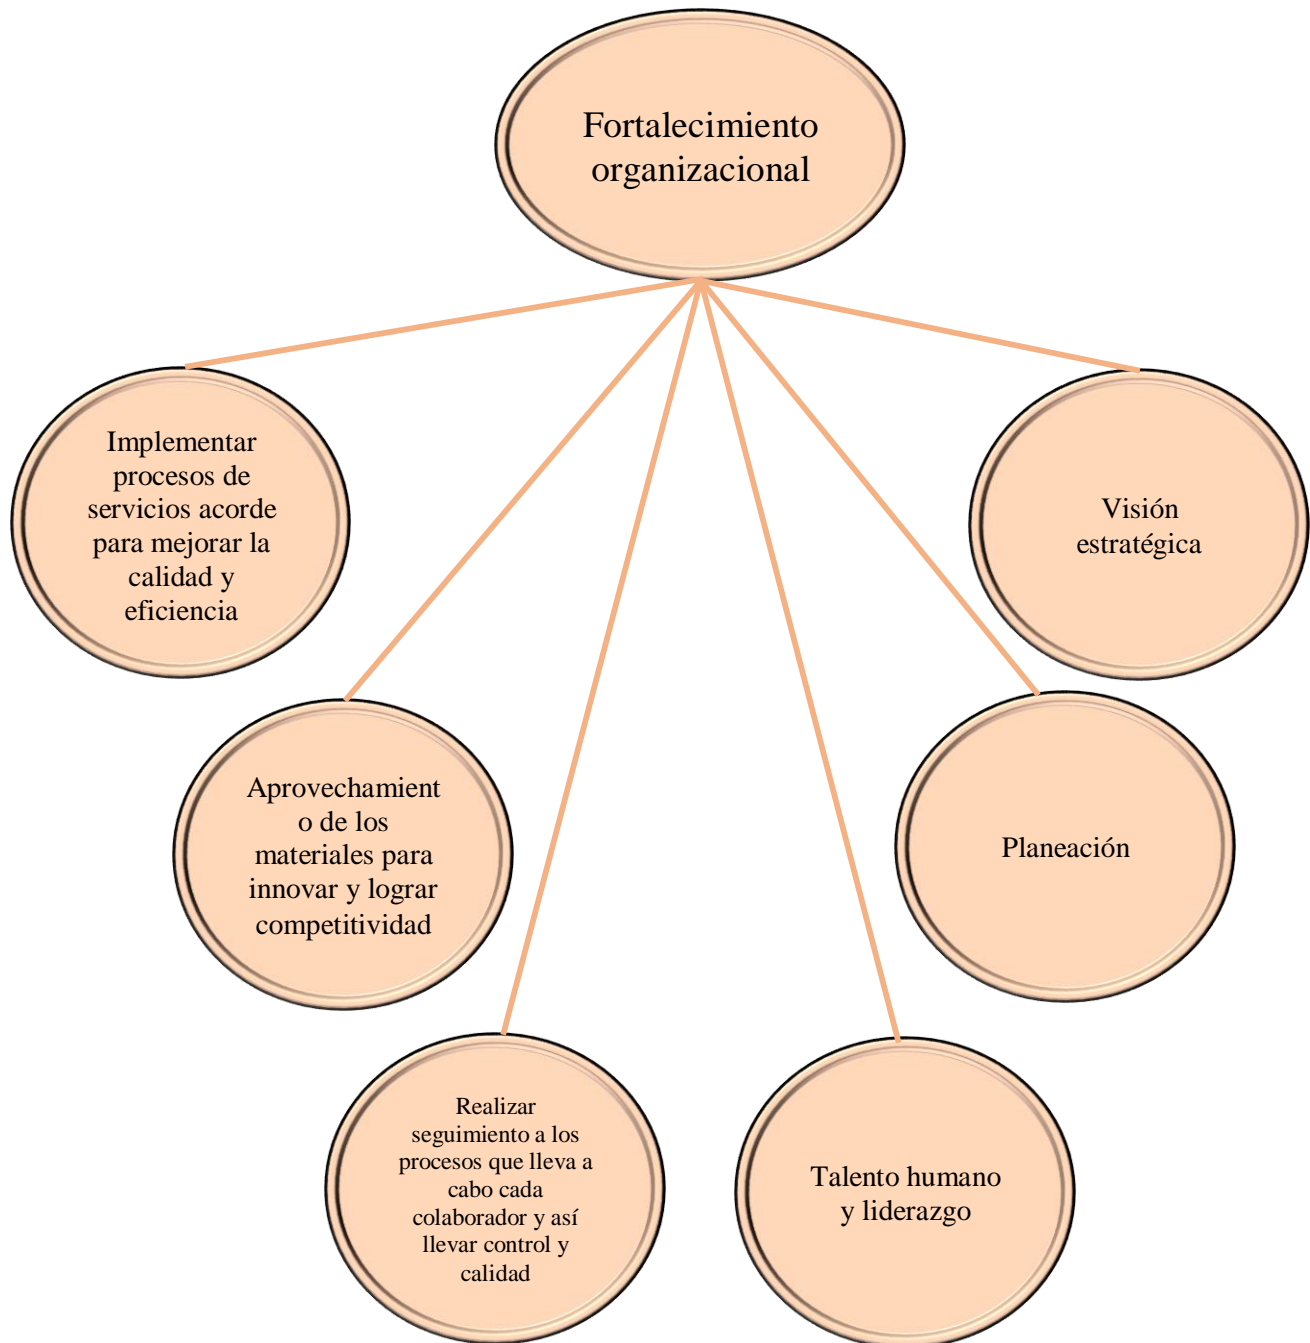 Fortalecimiento
organizacional
Implementar
procesos de
servicios acorde
para mejorar la
calidad y
eficiencia
Visión
estratégica
Aprovechamient
o de los
materiales para
innovar y lograr
competitividad
Planeación
Realizar
seguimiento a los
procesos que lleva a
cabo cada
colaborador y así
llevar control y
calidad
Talento humano
y liderazgo